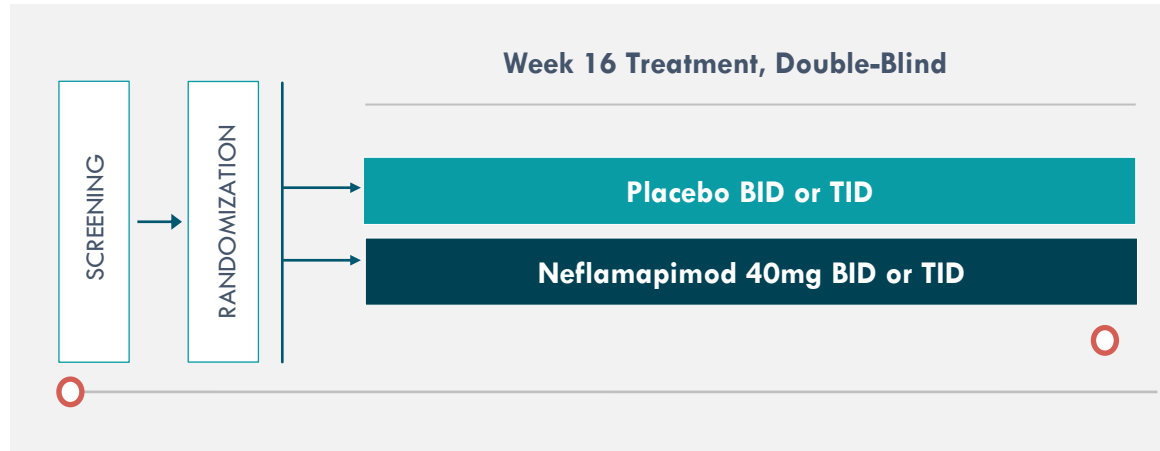 Week 16 Treatment, Double-Blind
SCREENING
RANDOMIZATION
Placebo BID or TID
Neflamapimod 40mg BID or TID